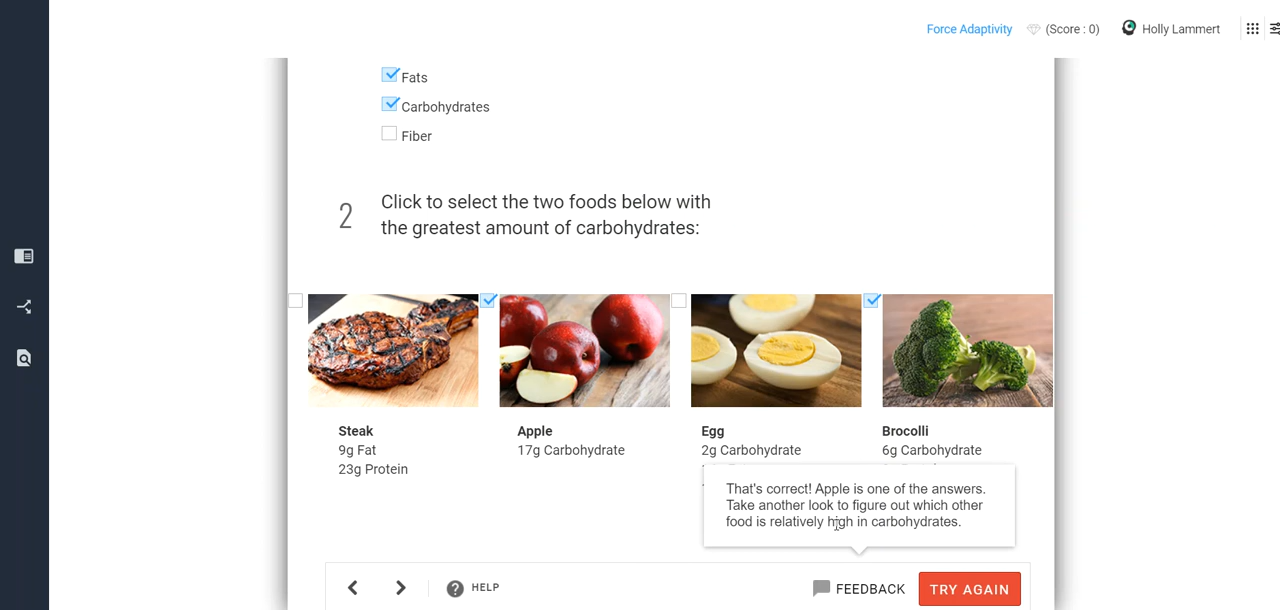 Force Adaptivity (Score : 0) Holly Lammert
Fats
Carbohydrates
Fiber
2
Click to select the two foods below with
the greatest amount of carbohydrates:
Steak
9g Fat
23g Protein
Apple
17g Carbohydrate
Egg
2g Carbohydrate
Brocolli
6g Carbohydrate
That's correct! Apple is one of the answers.
Take another look to figure out which other
food is relatively high in carbohydrates.
HELP
FEEDBACK
TRY AGAIN